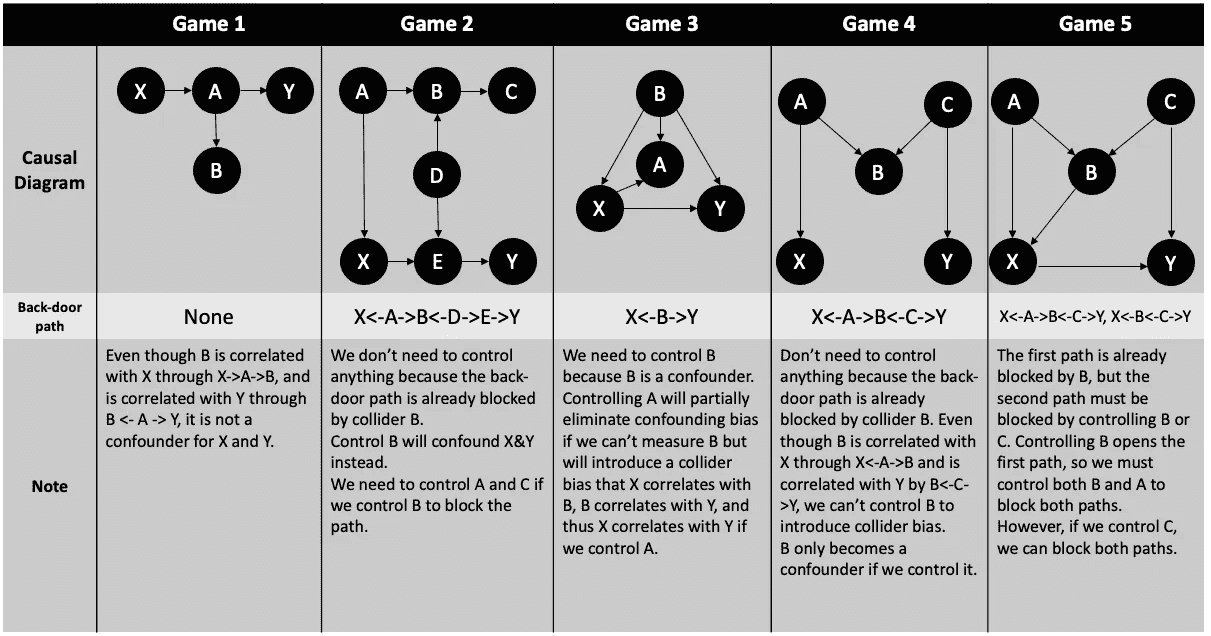 Game 1
Game 2
Game 3
Game 4
Game 5
Causal
Diagram
X
A
Y
B
A
B
C
D
X
E
Y
B
A
X
Y
A
C
B
X
Y
A
C
B
X
Y
Back-door
path
None
X<-A->B<-D->E->Y
X<-B->Y
X<-A->B<-C->Y
X<-A->B<-C->Y, X<-B<-C->Y
Note
Even though B is correlated
with X through X->A->B, and
is correlated with Y through
B <- A -> Y, it is not a
confounder for X and Y.
We don’t need to control
anything because the back-
door path is already blocked
by collider B.
Control B will confound X&Y
instead.
We need to control A and C if
we control B to block the
path.
We need to control B
because B is a confounder.
Controlling A will partially
eliminate confounding bias
if we can’t measure B but
will introduce a collider
bias that X correlates with
B, B correlates with Y, and
thus X correlates with Y if
we control A.
Don’t need to control
anything because the back-
door path is already
blocked by collider B. Even
though B is correlated with
X through X<-A->B and is
correlated with Y by B<-C-
>Y, we can’t control B to
introduce collider bias.
B only becomes a
confounder if we control it.
The first path is already
blocked by B, but the
second path must be
blocked by controlling B or
C. Controlling B opens the
first path, so we must
control both B and A to
block both paths.
However, if we control C,
we can block both paths.